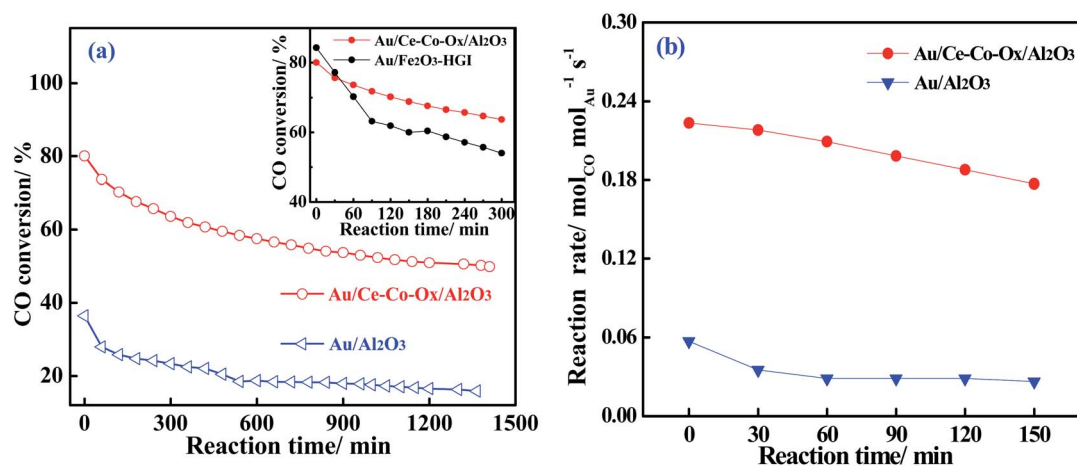 (a)
CO conversion/ %
100
80
60
40
20
0
300
600
900
1200
1500
Reaction time/ min
Au/Ce-Co-Ox/Al2O3
Au/Al2O3
CO conversion/ %
80
60
40
0
60
120
180
240
300
Reaction time/ min
Au/Ce-Co-Ox/Al2O3
Au/Fe2O3-HGI
(b)
Reaction rate/ molCO molAu-1 s-1
0.30
0.24
0.18
0.12
0.06
0.00
0
30
60
90
120
150
Reaction time/ min
Au/Ce-Co-Ox/Al2O3
Au/Al2O3